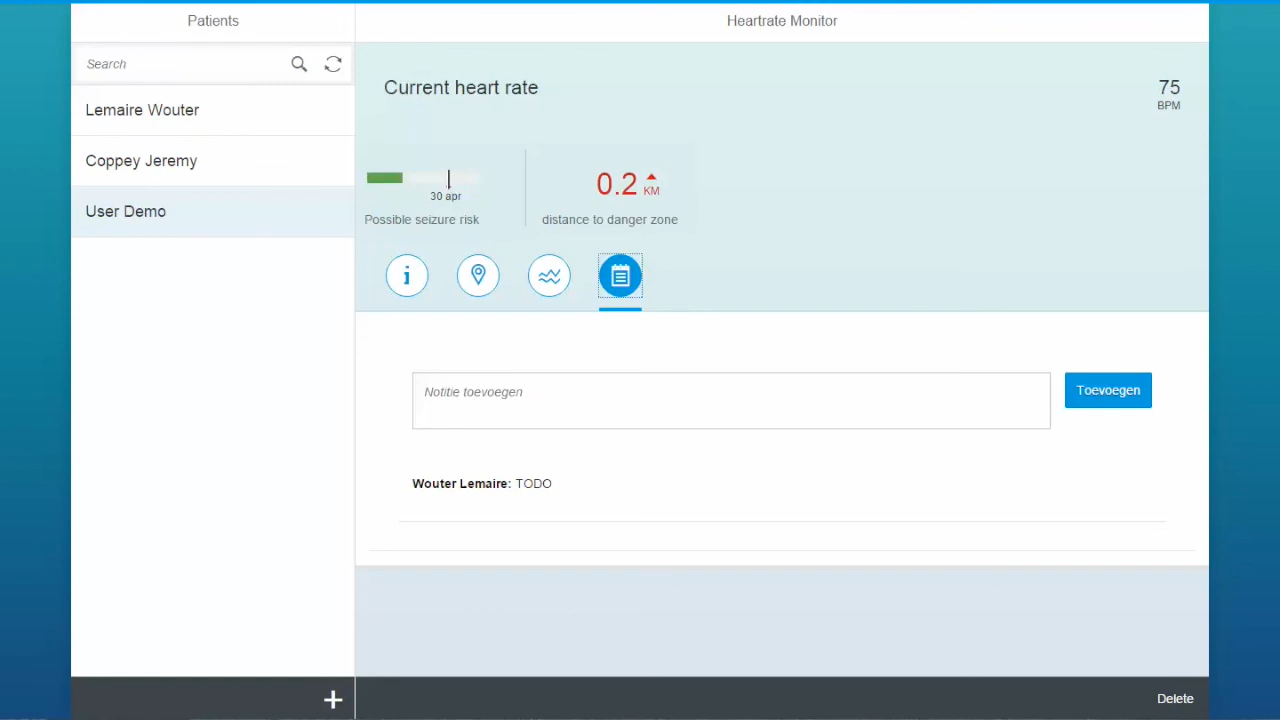 Patients
Heartrate Monitor
Search
Lemaire Wouter
Coppey Jeremy
User Demo
Current heart rate
75
BPM
30 apr
Possible seizure risk
0.2 KM
distance to danger zone
Notitie toevoegen
Toevoegen
Wouter Lemaire: TODO
Delete